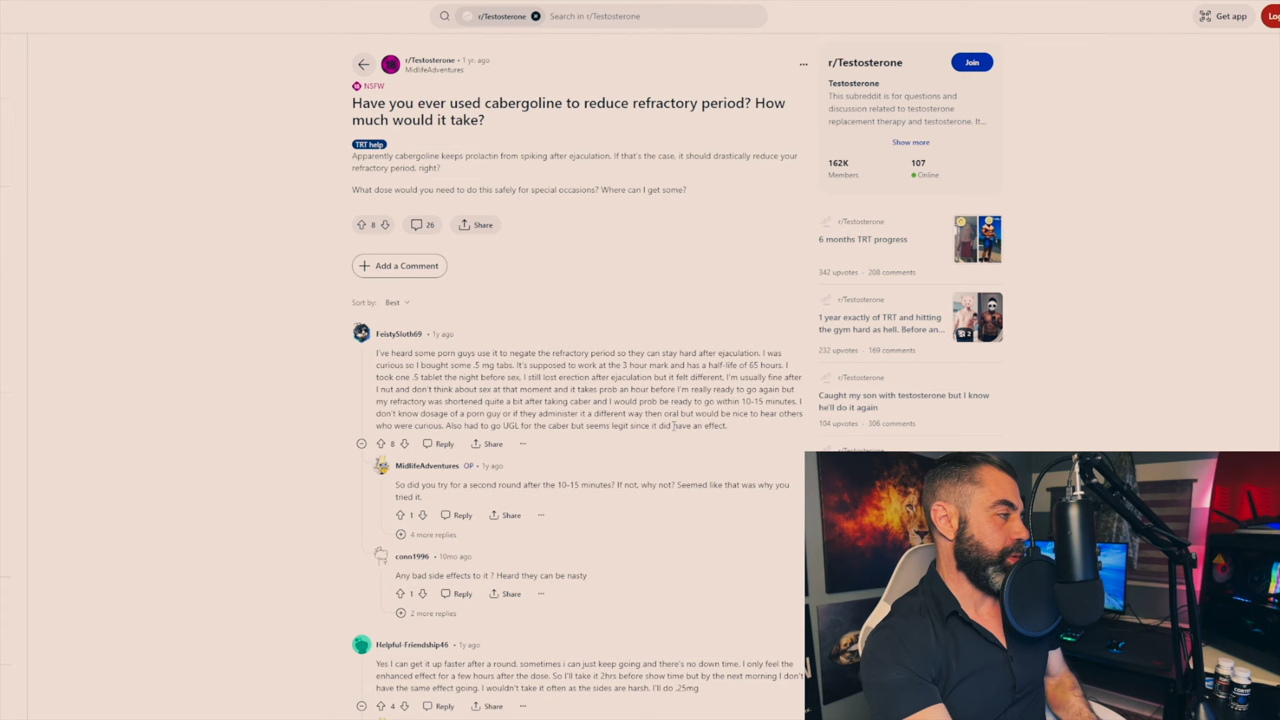 r/Testosterone
Search in r/Testosterone
Get app
Log
r/Testosterone • 1 yr. ago
MidlifeAdventures
NSFW
Have you ever used cabergoline to reduce refractory period? How
much would it take?
TRT help
Apparently cabergoline keeps prolactin from spiking after ejaculation. If that's the case, it should drastically reduce your
refractory period, right?
What dose would you need to do this safely for special occasions? Where can I get some?
8
26
Share
Add a Comment
Sort by:
Best
FeistySloth69 • 1y ago
I've heard some porn guys use it to negate the refractory period so they can stay hard after ejaculation. I was
curious so I bought some .5 mg tabs. It's supposed to work at the 3 hour mark and has a half-life of 65 hours. I
took one .5 tablet the night before sex, I still lost erection after ejaculation but it felt different, I'm usually fine after
I nut and don't think about sex at that moment and it takes prob an hour before I'm really ready to go again but
my refractory was shortened quite a bit after taking caber and I would prob be ready to go within 10-15 minutes. I
don't know dosage of a porn guy or if they administer it a different way then oral but would be nice to hear others
who were curious. Also had to go UGL for the caber but seems legit since it did have an effect.
8
Reply
Share
MidlifeAdventures OP • 1y ago
So did you try for a second round after the 10-15 minutes? If not, why not? Seemed like that was why you
tried it.
1
Reply
Share
4 more replies
cono1996 • 10mo ago
Any bad side effects to it ? Heard they can be nasty
1
Reply
Share
2 more replies
Helpful-Friendship46 • 1y ago
Yes I can get it up faster after a round, sometimes i can just keep going and there's no down time. I only feel the
enhanced effect for a few hours after the dose. So I'll take it 2hrs before show time but by the next morning I don't
have the same effect going. I wouldn't take it often as the sides are harsh. I'll do .25mg
4
Reply
Share
r/Testosterone
Join
Testosterone
This subreddit is for questions and
discussion related to testosterone
replacement therapy and testosterone. It...
Show more
162K
107
Members
Online
r/Testosterone
6 months TRT progress
342 upvotes • 208 comments
r/Testosterone
1 year exactly of TRT and hitting
the gym hard as hell. Before an...
2
232 upvotes • 169 comments
r/Testosterone
Caught my son with testosterone but I know
he'll do it again
104 upvotes • 306 comments